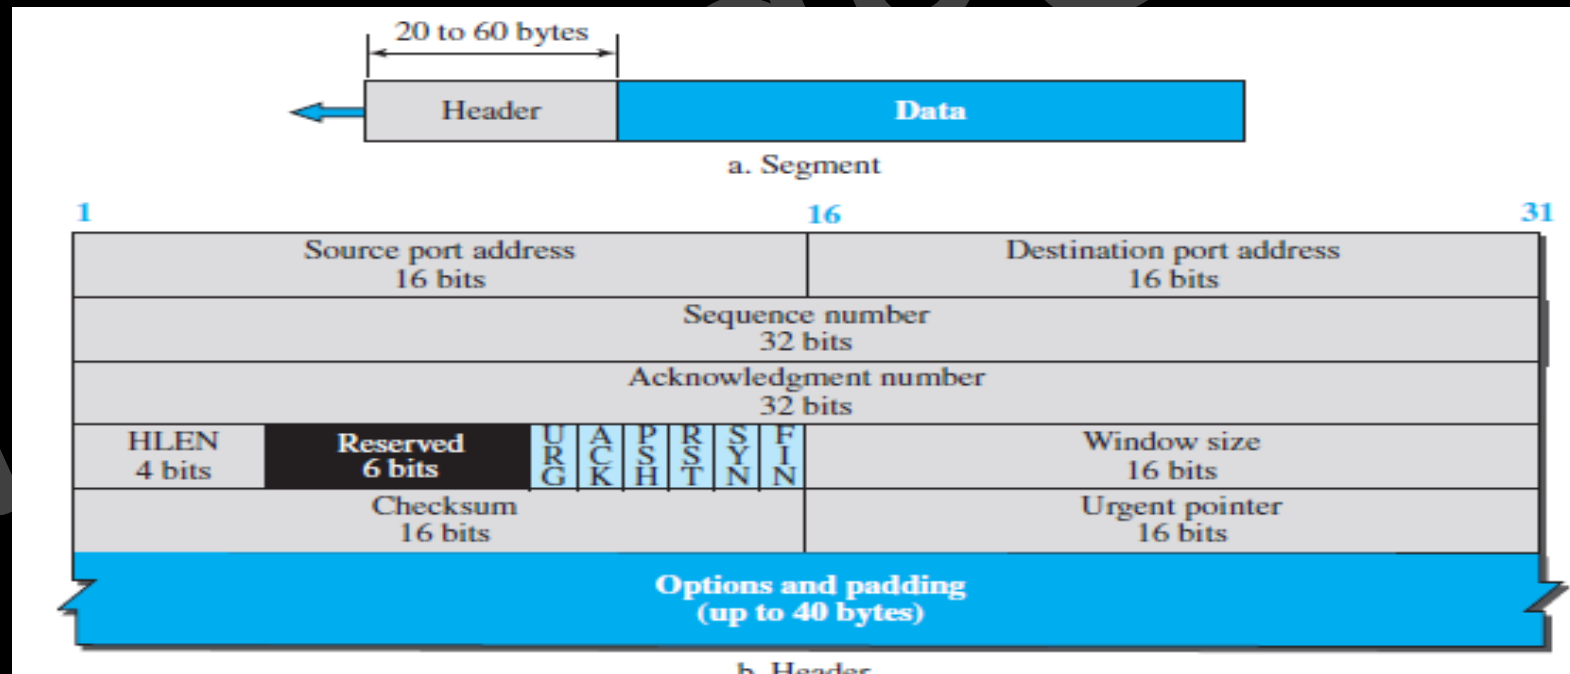 20 to 60 bytes
Header
Data
a. Segment
1
16
31
Source port address
16 bits
Destination port address
16 bits
Sequence number
32 bits
Acknowledgment number
32 bits
HLEN
4 bits
Reserved
6 bits
URG
ACK
PSH
RST
SYN
FIN
Window size
16 bits
Checksum
16 bits
Urgent pointer
16 bits
Options and padding
(up to 40 bytes)
b. Header